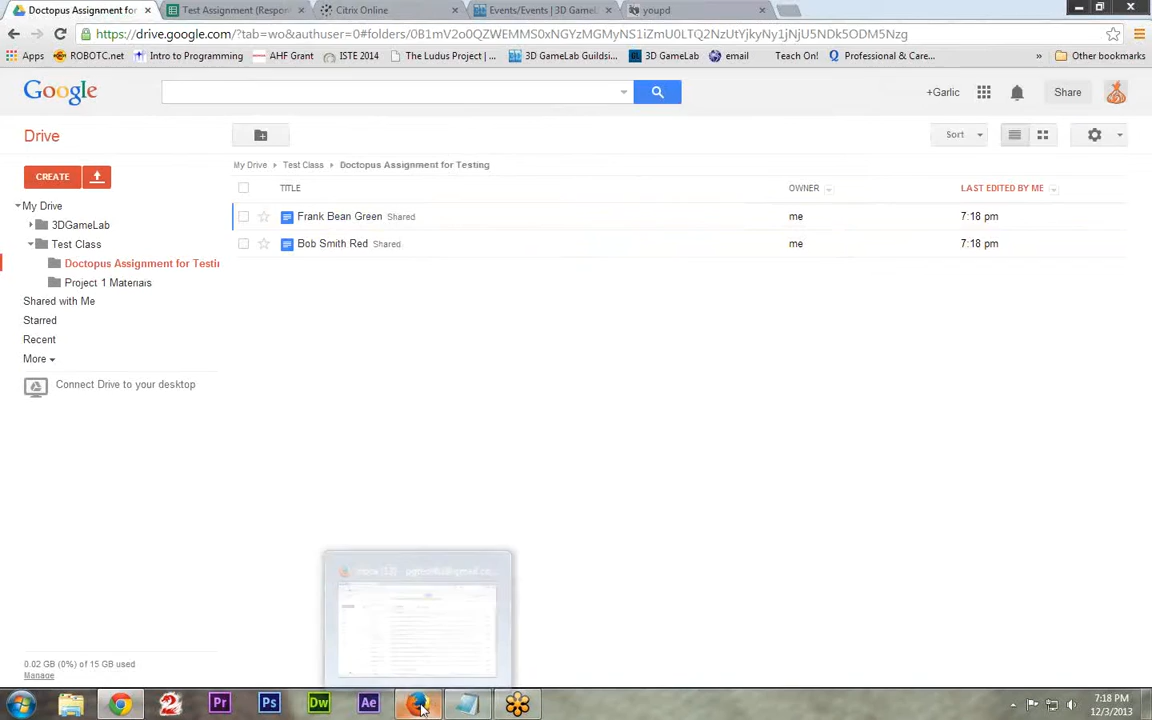 Doctopus Assignment for
Test Assignment (Respon
Citrix Online
Events/Events | 3D GameL
youpd
https://drive.google.com/?tab=wo&authuser=0#folders/0B1mV2o0QZWEMMS0xNGYzMGMyNS1iZmU0LTQ2NzUtYjkyNy1jNjU5NDk5ODM5Nzg
Apps
ROBOTC.net
Intro to Programming
AHF Grant
ISTE 2014
The Ludus Project |...
3D GameLab Guildsi...
3D GameLab
email
Teach On!
Professional & Care...
»
Other bookmarks
Google
+Garlic
Share
Drive
Sort
CREATE
My Drive
Test Class
Doctopus Assignment for Testing
TITLE
OWNER
LAST EDITED BY ME
My Drive
3DGameLab
Test Class
Doctopus Assignment for Testin
Project 1 Materials
Shared with Me
Starred
Recent
More
Connect Drive to your desktop
Frank Bean Green Shared
me
7:18 pm
Bob Smith Red Shared
me
7:18 pm
0.02 GB (0%) of 15 GB used
Manage
Pr
Ps
Dw
Ae
7:18 PM
12/3/2013